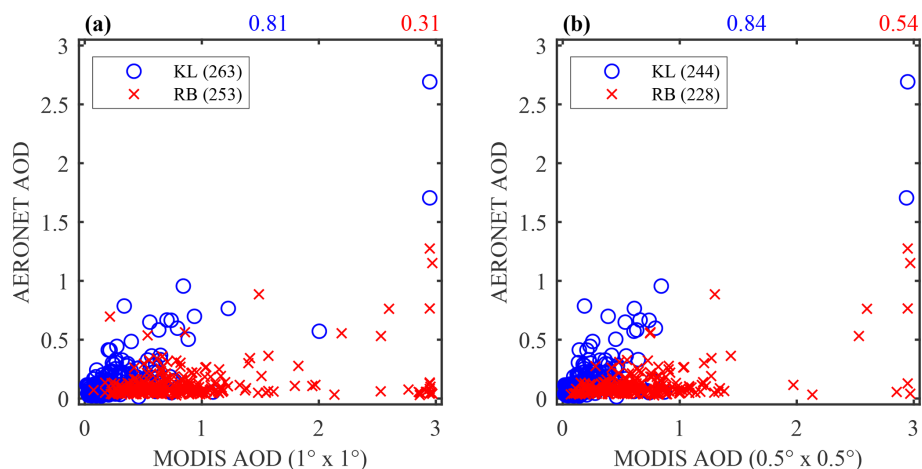 (a) 0.81 0.31
3
2.5
2
1.5
1
0.5
0
AERONET AOD
KL (263)
RB (253)
0 1 2 3
MODIS AOD (1° x 1°)
(b) 0.84 0.54
3
2.5
2
1.5
1
0.5
0
AERONET AOD
KL (244)
RB (228)
0 1 2 3
MODIS AOD (0.5° x 0.5°)